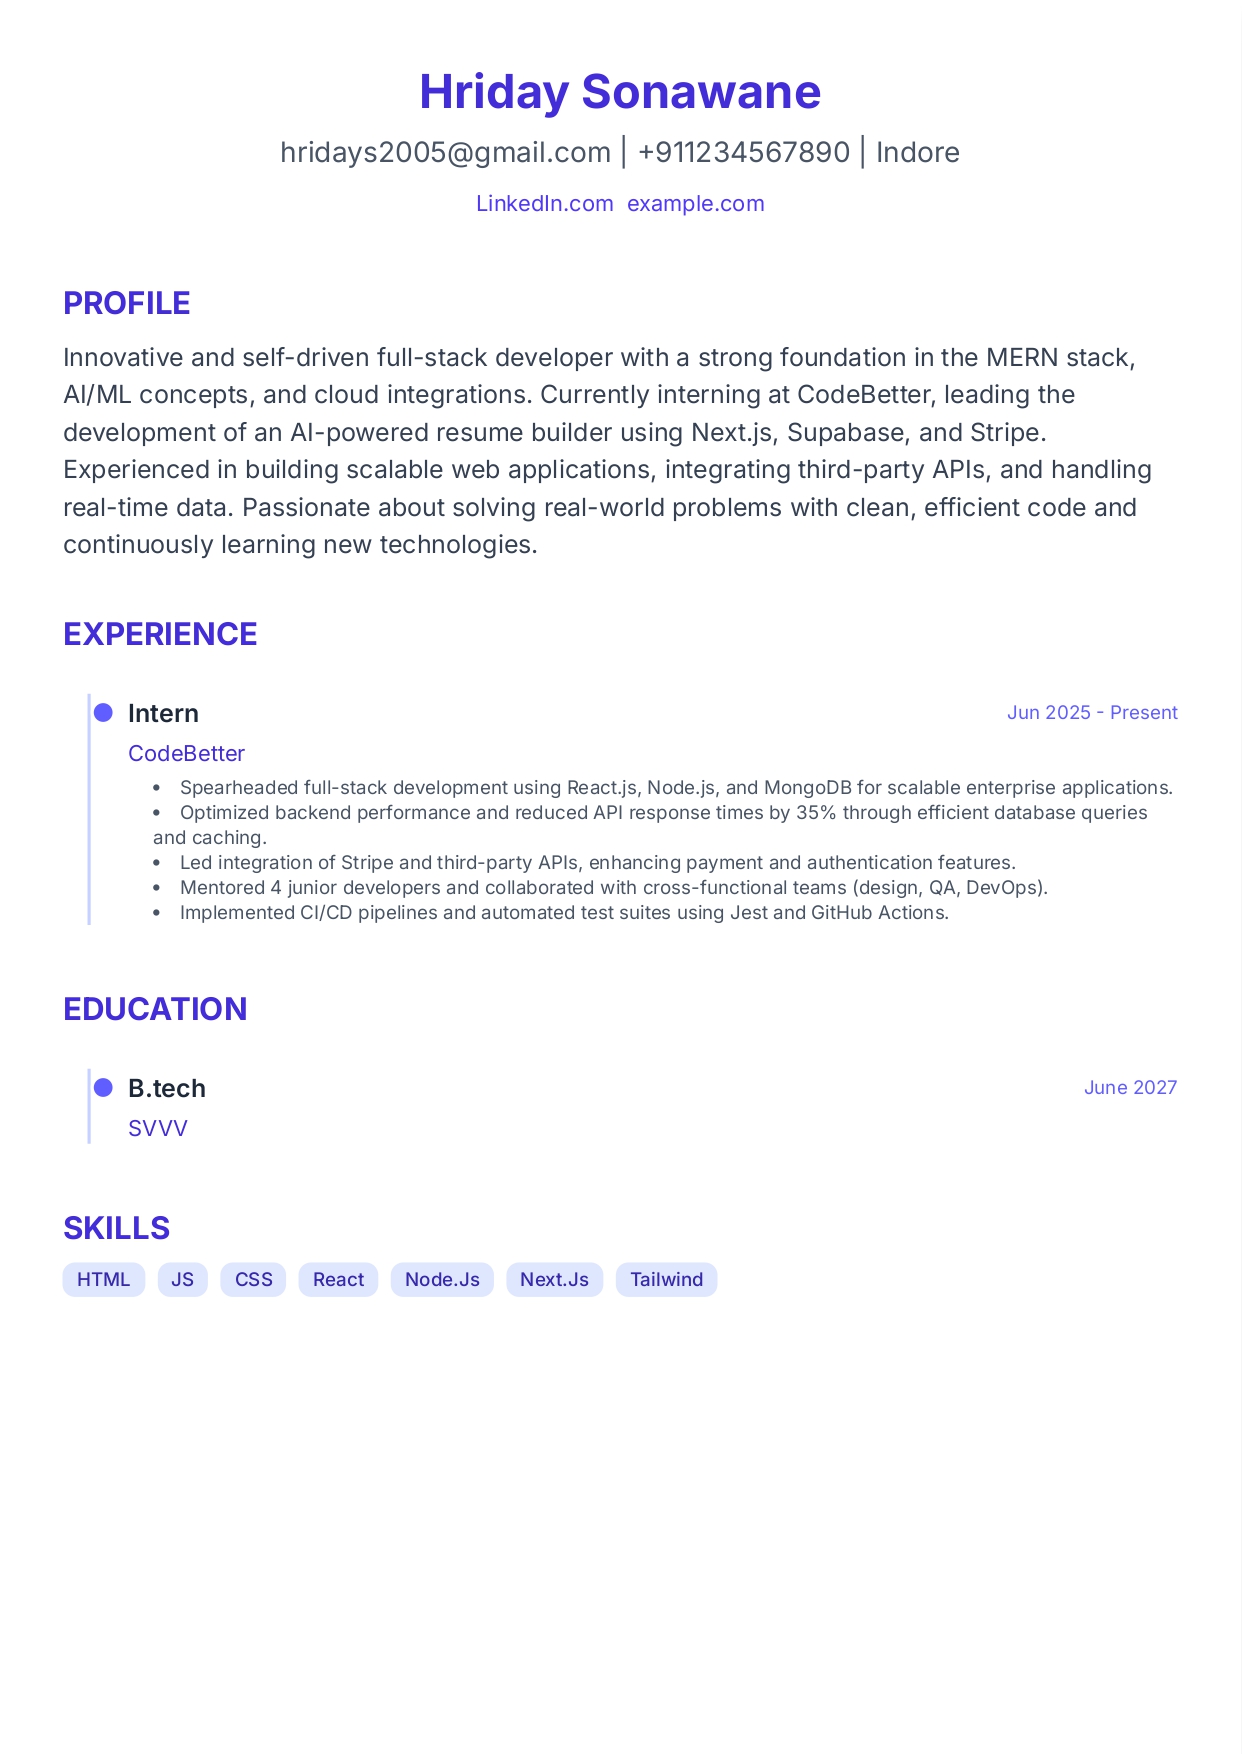 Hriday Sonawane
hridays2005@gmail.com | +911234567890 | Indore
LinkedIn.com example.com
PROFILE
Innovative and self-driven full-stack developer with a strong foundation in the MERN stack,
AI/ML concepts, and cloud integrations. Currently interning at CodeBetter, leading the
development of an AI-powered resume builder using Next.js, Supabase, and Stripe.
Experienced in building scalable web applications, integrating third-party APIs, and handling
real-time data. Passionate about solving real-world problems with clean, efficient code and
continuously learning new technologies.
EXPERIENCE
Intern Jun 2025 - Present
CodeBetter
• Spearheaded full-stack development using React.js, Node.js, and MongoDB for scalable enterprise applications.
• Optimized backend performance and reduced API response times by 35% through efficient database queries
and caching.
• Led integration of Stripe and third-party APIs, enhancing payment and authentication features.
• Mentored 4 junior developers and collaborated with cross-functional teams (design, QA, DevOps).
• Implemented CI/CD pipelines and automated test suites using Jest and GitHub Actions.
EDUCATION
B.tech June 2027
SVVV
SKILLS
HTML JS CSS React Node.Js Next.Js Tailwind